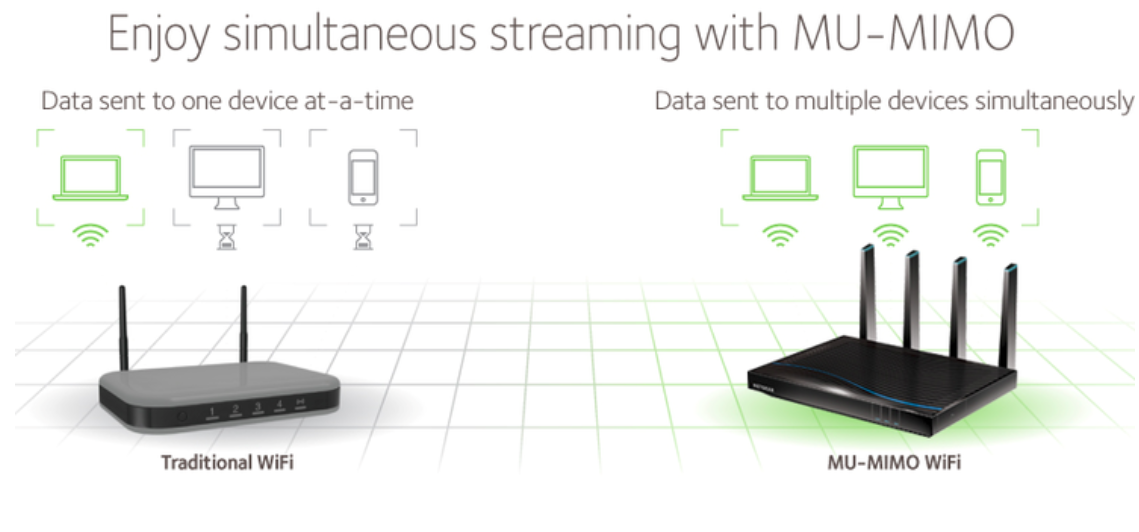 Enjoy simultaneous streaming with MU-MIMO
Data sent to one device at-a-time
Data sent to multiple devices simultaneously
1 2 3 4
NETGEAR
Traditional WiFi
MU-MIMO WiFi